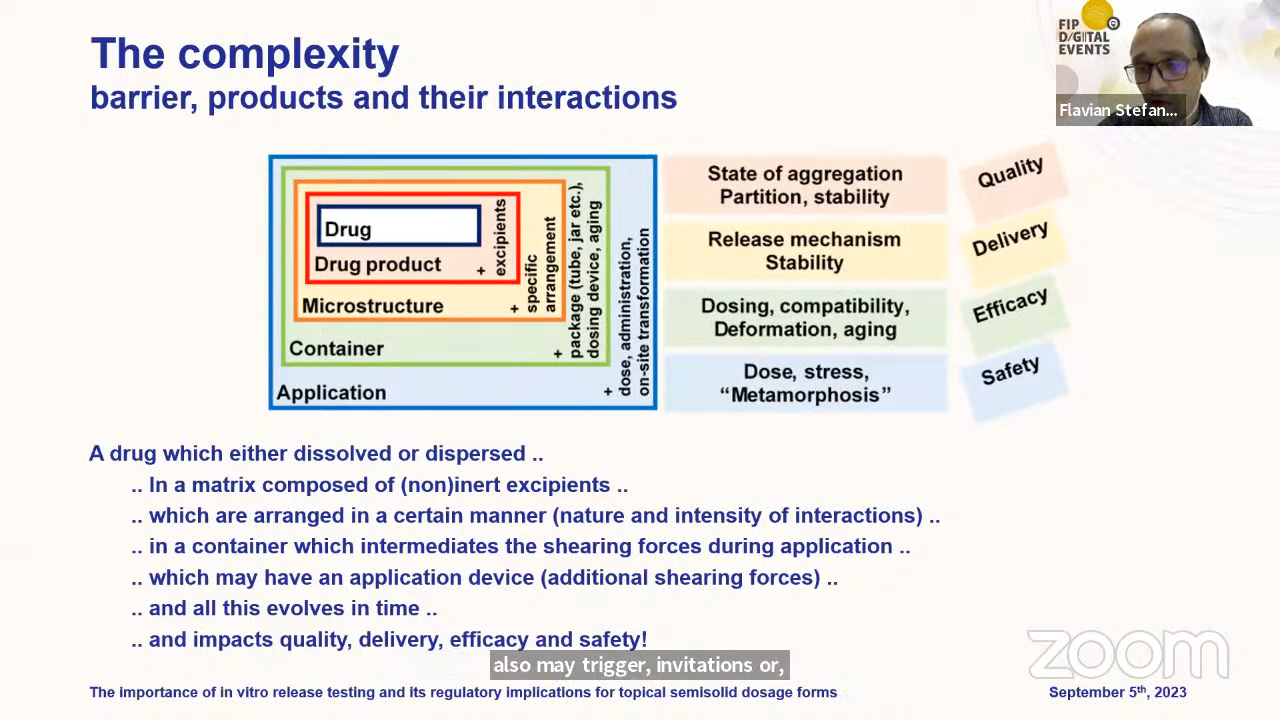 The complexity
barrier, products and their interactions
FIP
DIGITAL
EVENTS
Flavian Stefan...
Drug
Drug product
+ excipients
Microstructure
+ specific
arrangement
Container
+ package (tube, jar etc.),
dosing device, aging
Application
+ dose, administration,
on-site transformation
State of aggregation
Partition, stability
Release mechanism
Stability
Dosing, compatibility,
Deformation, aging
Dose, stress,
“Metamorphosis”
Quality
Delivery
Efficacy
Safety
A drug which either dissolved or dispersed ..
.. In a matrix composed of (non)inert excipients ..
.. which are arranged in a certain manner (nature and intensity of interactions) ..
.. in a container which intermediates the shearing forces during application ..
.. which may have an application device (additional shearing forces) ..
.. and all this evolves in time ..
.. and impacts quality, delivery, efficacy and safety!
also may trigger, invitations or,
zoom
The importance of in vitro release testing and its regulatory implications for topical semisolid dosage forms
September 5th, 2023